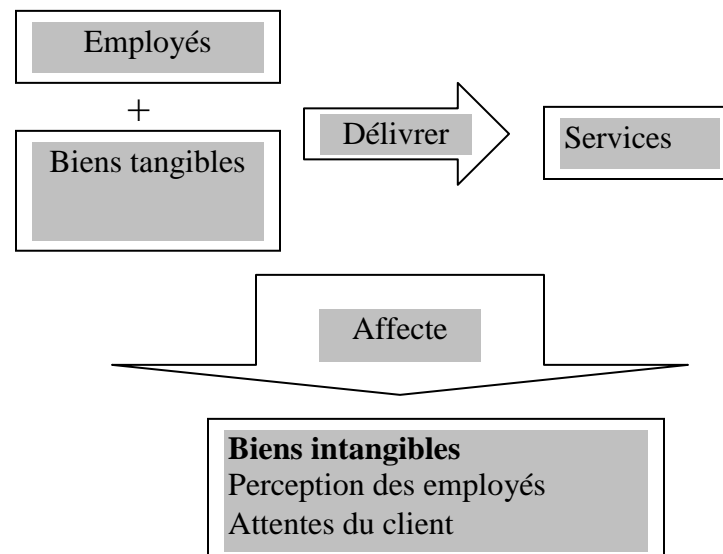 Employés
+
Biens tangibles
Délivrer
Services
Affecte
Biens intangibles
Perception des employés
Attentes du client